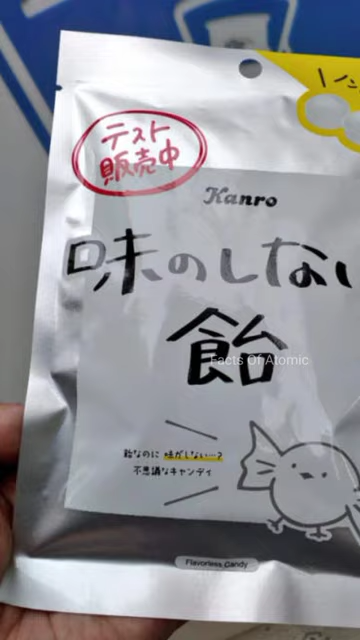 テスト
販売中
Kanro
味のしない
飴
Facts Of Atomic
飴なのに 味がしない…?
不思議なキャンディ
Flavorless Candy